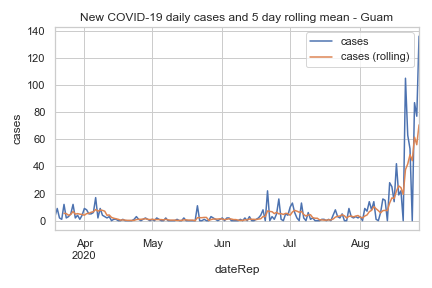 New COVID-19 daily cases and 5 day rolling mean - Guam
cases
cases (rolling)
140
120
100
80
60
40
20
0
cases
Apr
2020
May
Jun
Jul
Aug
dateRep